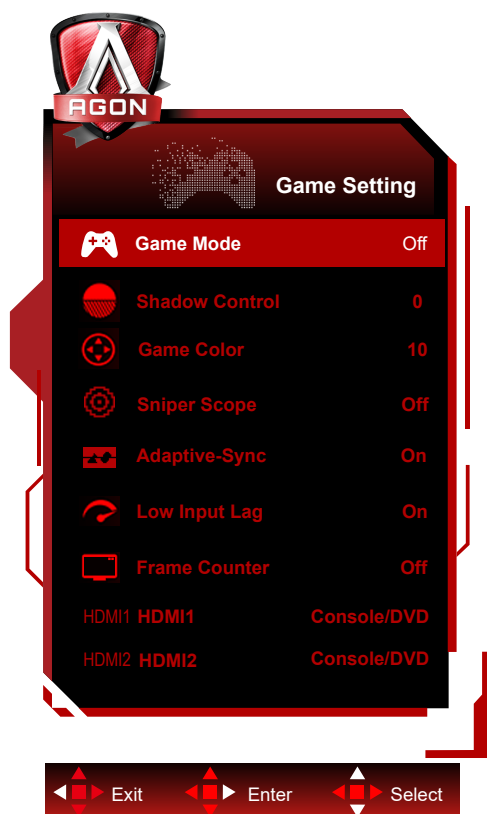 AGON
Game Setting
Game Mode Off
Shadow Control 0
Game Color 10
Sniper Scope Off
Adaptive-Sync On
Low Input Lag On
Frame Counter Off
HDMI1 HDMI1 Console/DVD
HDMI2 HDMI2 Console/DVD
Exit Enter Select